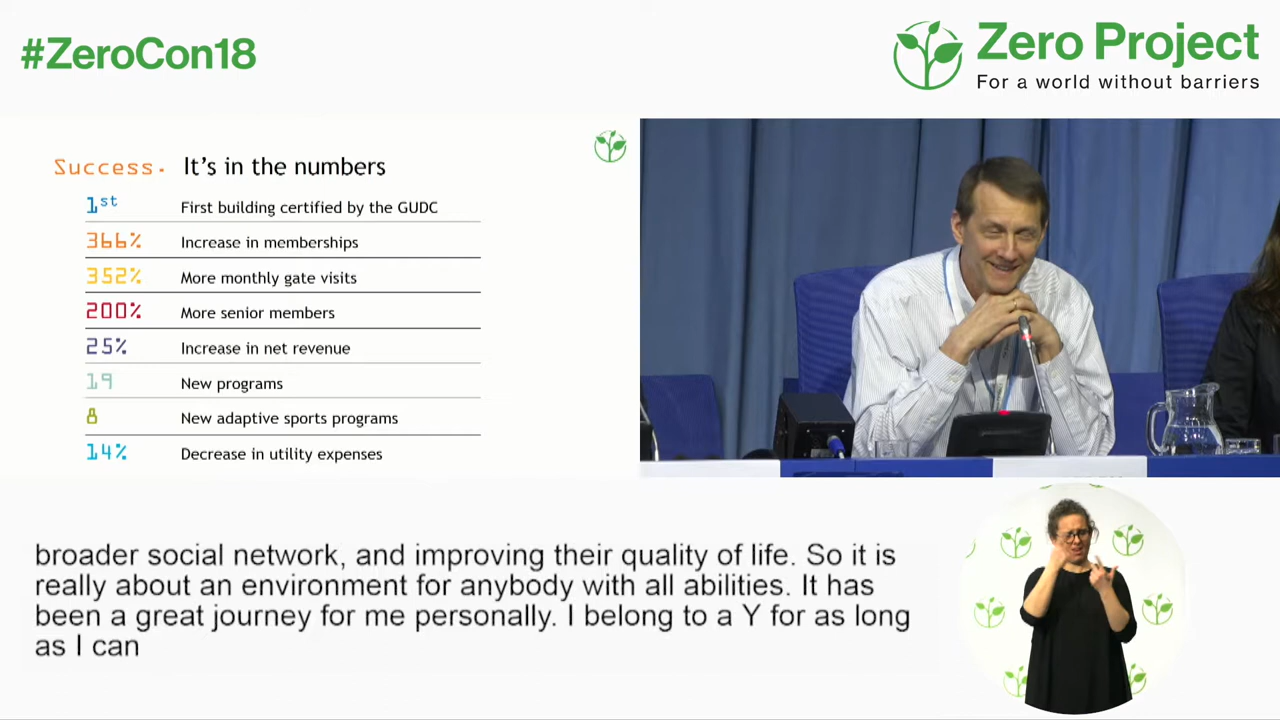 #ZeroCon18
Zero Project
For a world without barriers
Success. It's in the numbers
1st First building certified by the GUDC
366% Increase in memberships
352% More monthly gate visits
200% More senior members
25% Increase in net revenue
19 New programs
8 New adaptive sports programs
14% Decrease in utility expenses
broader social network, and improving their quality of life. So it is
really about an environment for anybody with all abilities. It has
been a great journey for me personally. I belong to a Y for as long
as I can